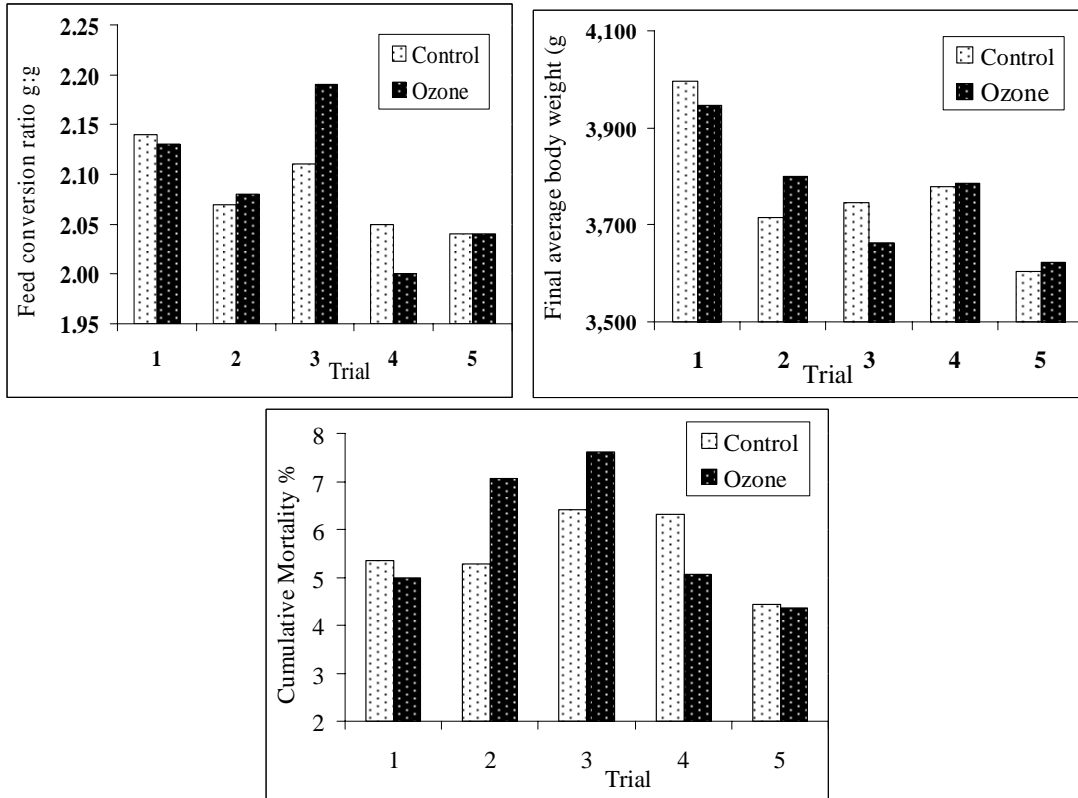 Feed conversion ratio g:g
2.25
2.20
2.15
2.10
2.05
2.00
1.95
Control
Ozone
1 2 3 4 5
Trial
Final average body weight (g
4,100
3,900
3,700
3,500
Control
Ozone
1 2 3 4 5
Trial
Cumulative Mortality %
8
7
6
5
4
3
2
Control
Ozone
1 2 3 4 5
Trial